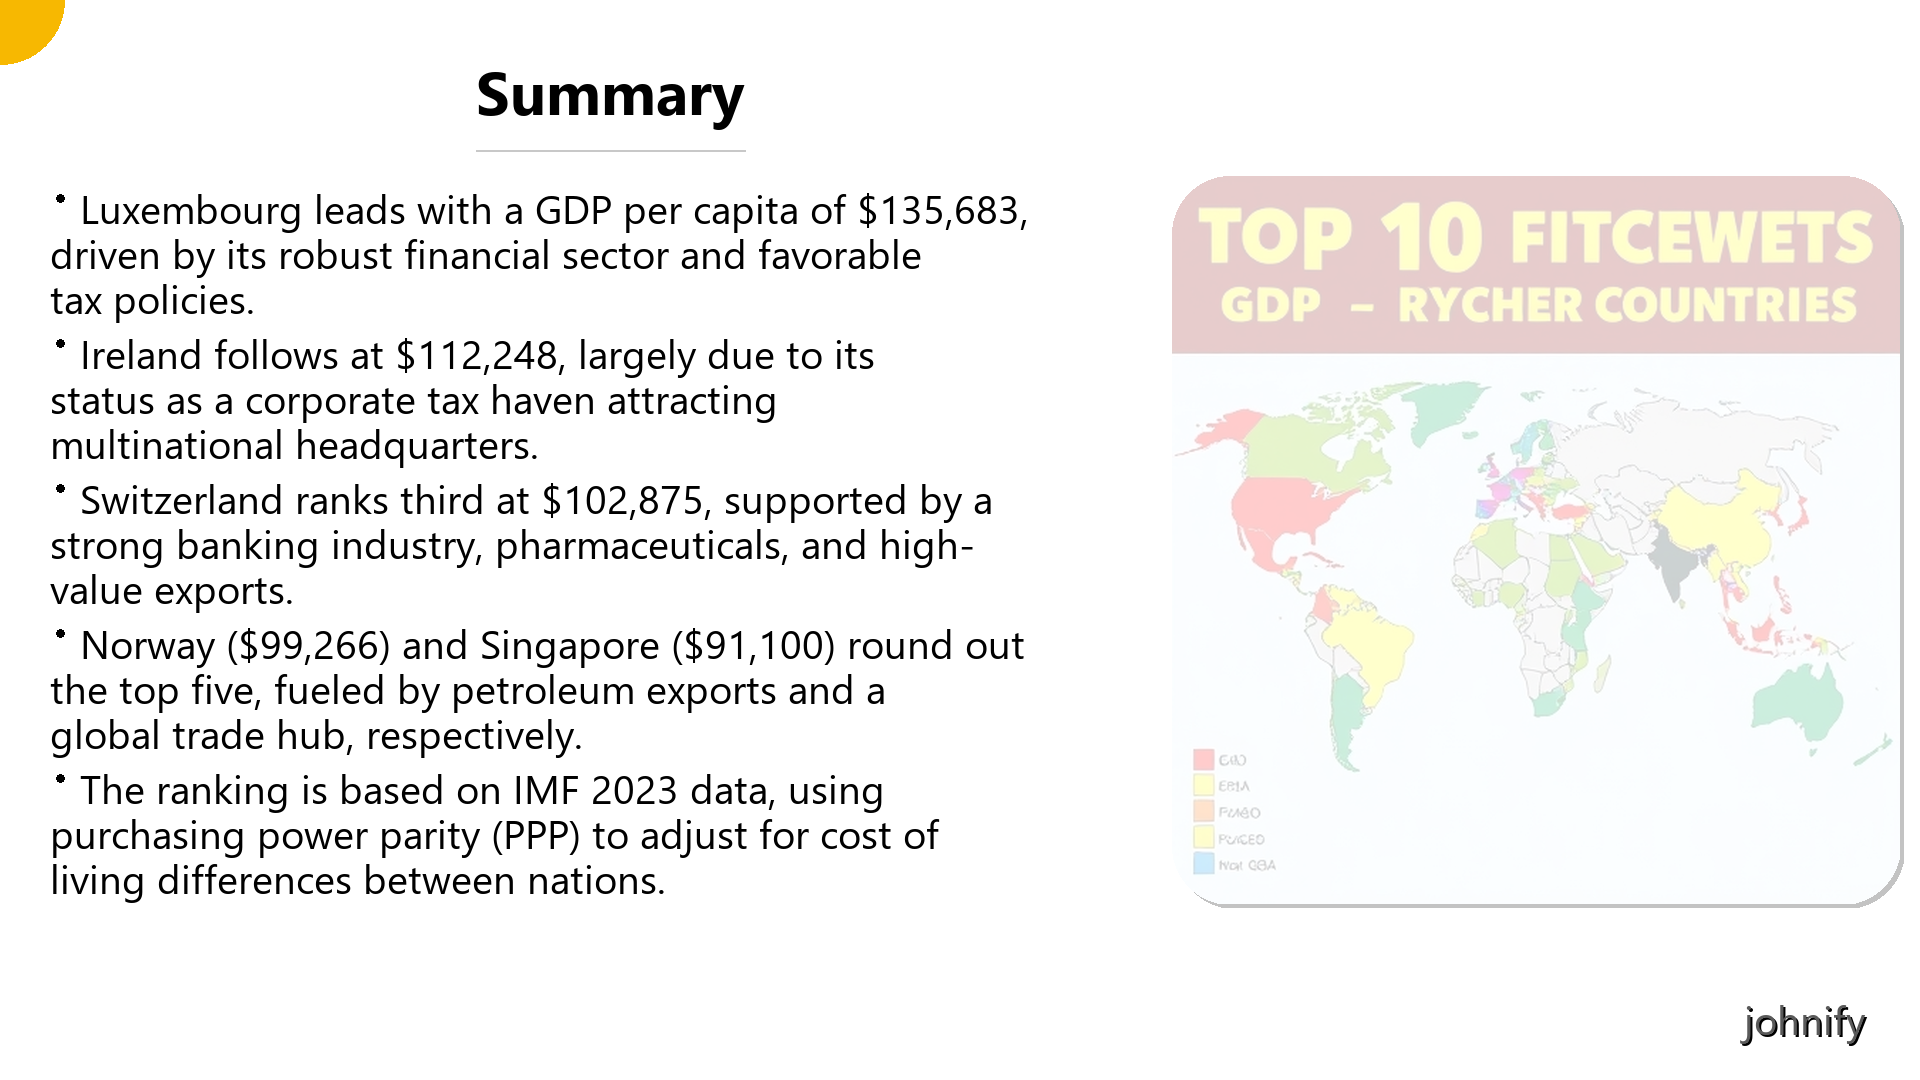 Summary
• Luxembourg leads with a GDP per capita of $135,683,
driven by its robust financial sector and favorable
tax policies.
• Ireland follows at $112,248, largely due to its
status as a corporate tax haven attracting
multinational headquarters.
• Switzerland ranks third at $102,875, supported by a
strong banking industry, pharmaceuticals, and high-
value exports.
• Norway ($99,266) and Singapore ($91,100) round out
the top five, fueled by petroleum exports and a
global trade hub, respectively.
• The ranking is based on IMF 2023 data, using
purchasing power parity (PPP) to adjust for cost of
living differences between nations.
TOP 10 FITCEWETS
GDP – RYCHER COUNTRIES
johnify